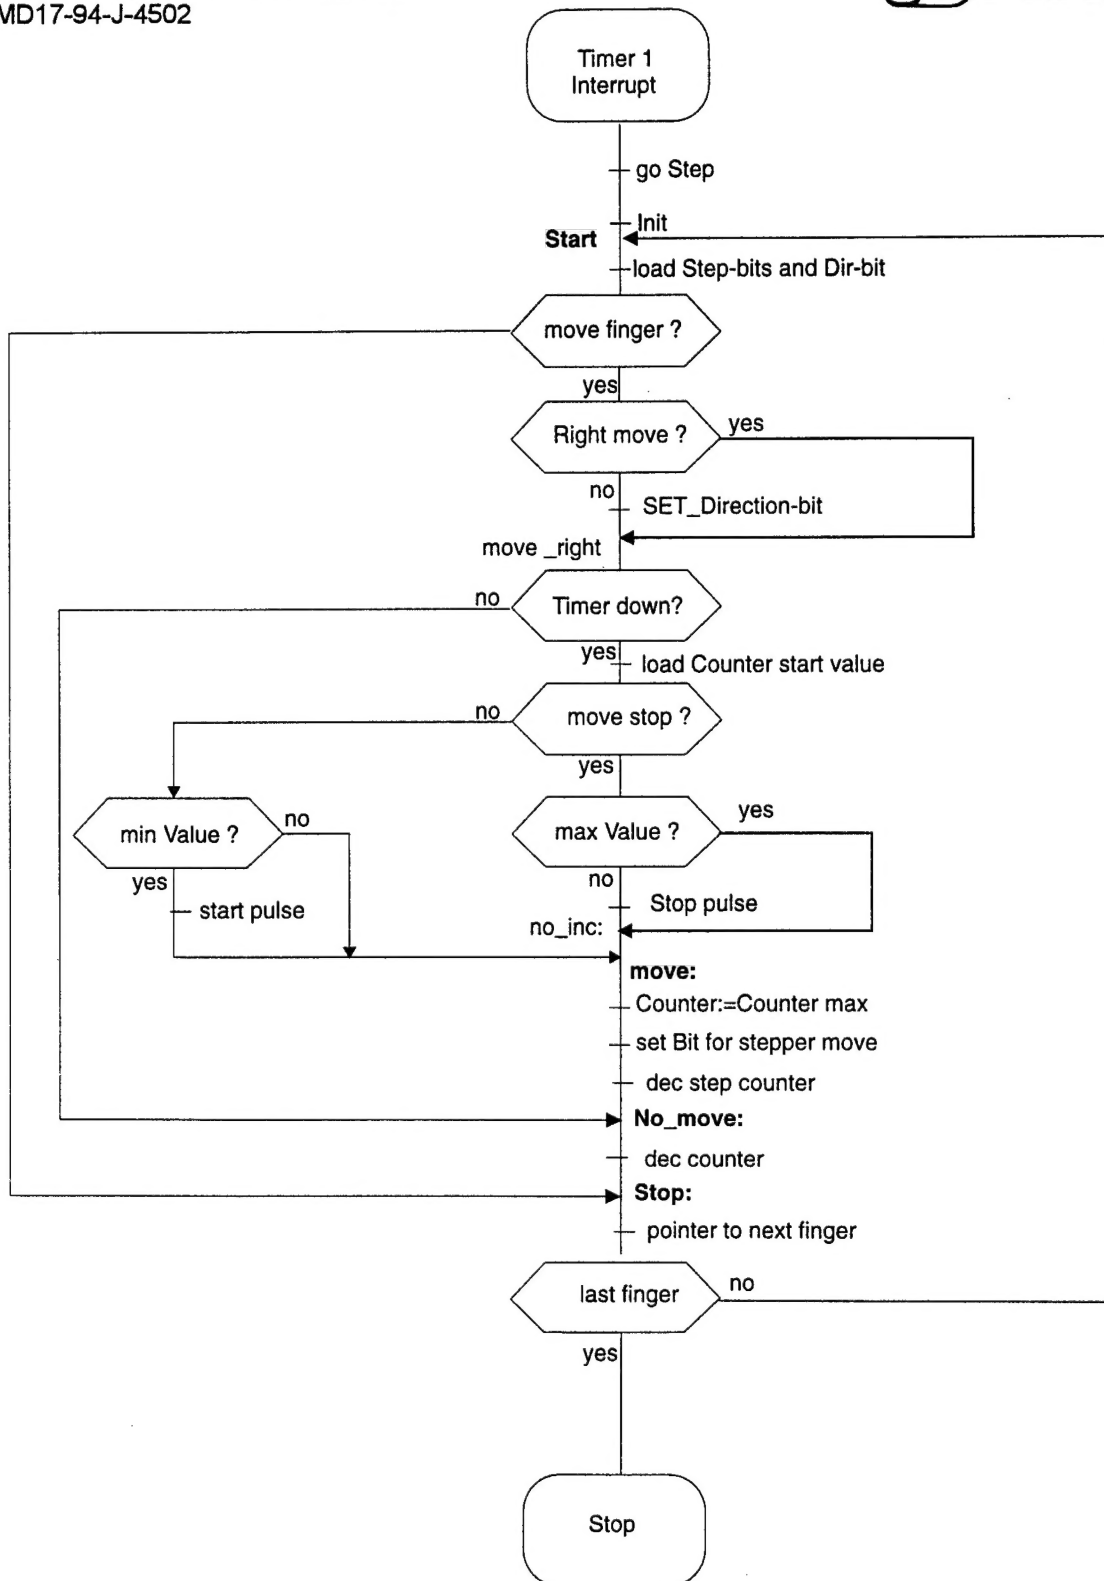 MD17-94-J-4502
Timer 1
Interrupt
go Step
Init
Start
load Step-bits and Dir-bit
move finger ?
yes
Right move ?
yes
no
SET_Direction-bit
move _right
no
Timer down?
yes
load Counter start value
no
move stop ?
yes
min Value ?
no
max Value ?
yes
yes
start pulse
no
Stop pulse
no_inc:
move:
Counter:=Counter max
set Bit for stepper move
dec step counter
No_move:
dec counter
Stop:
pointer to next finger
last finger
no
yes
Stop